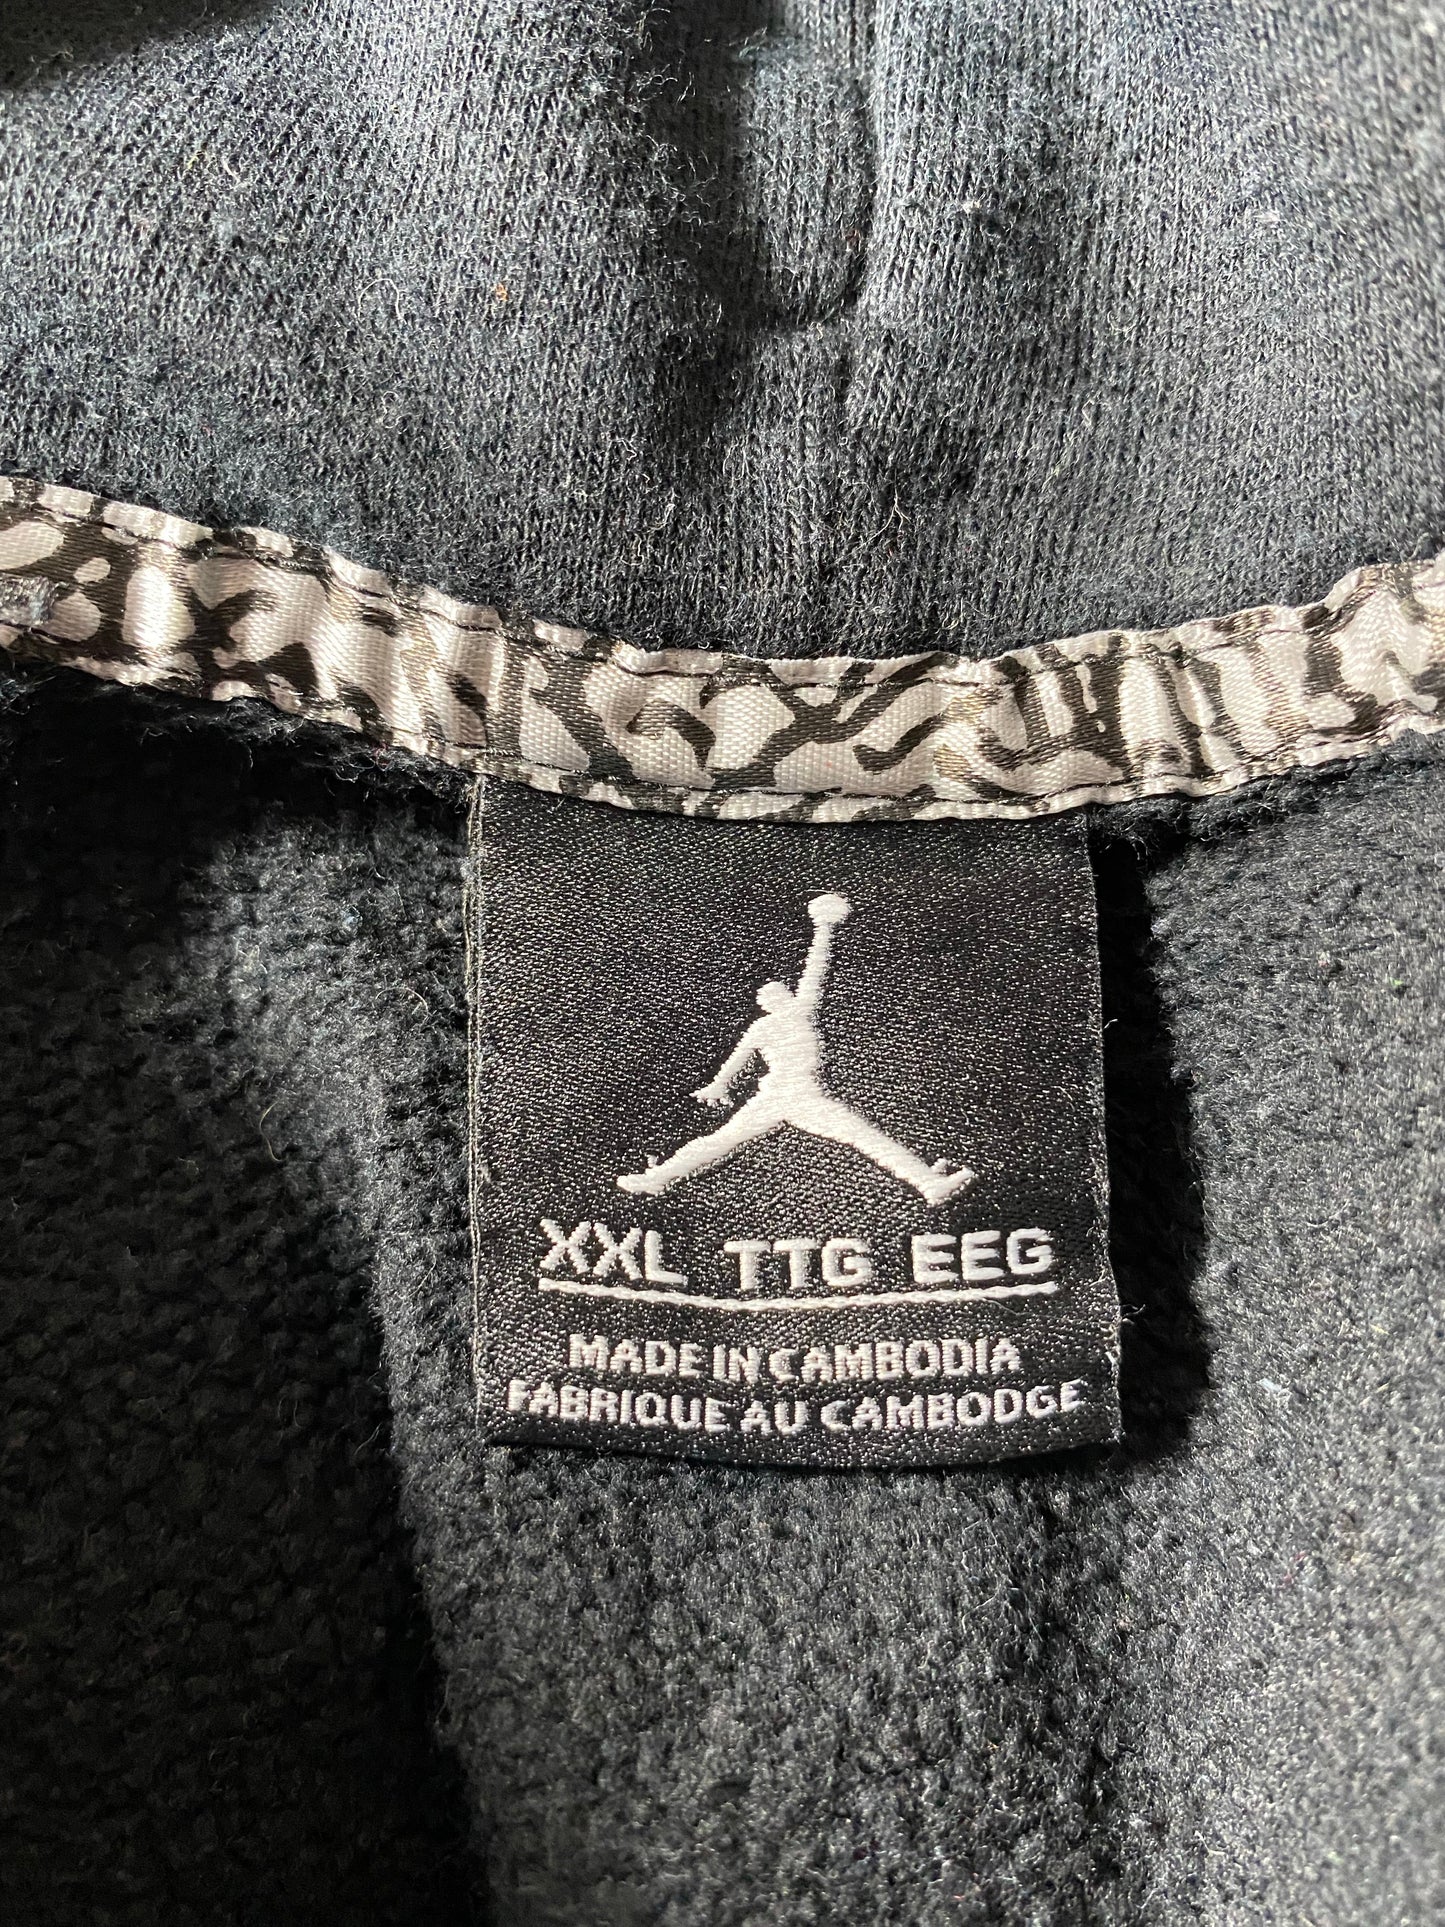 XXL TTG EEG
MADE IN CAMBODIA
FABRIQUE AU CAMBODGE